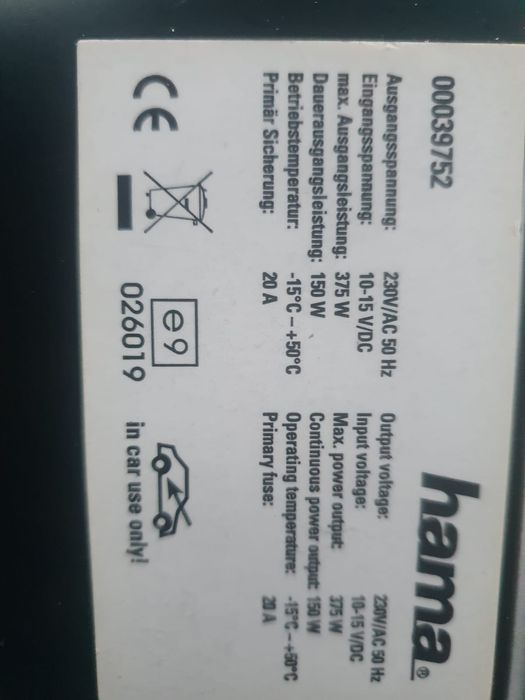 00039752
hama®
Ausgangsspannung: 230V/AC 50 Hz
Eingangsspannung: 10-15 V/DC
max. Ausgangsleistung: 375 W
Dauerausgangsleistung: 150 W
Betriebstemperatur: -15°C – +50°C
Primär Sicherung: 20 A
Output voltage: 230V/AC 50 Hz
Input voltage: 10-15 V/DC
Max. power output: 375 W
Continuous power output: 150 W
Operating temperature: -15°C – +50°C
Primary fuse: 20 A
CE
e9
026019
in car use only!